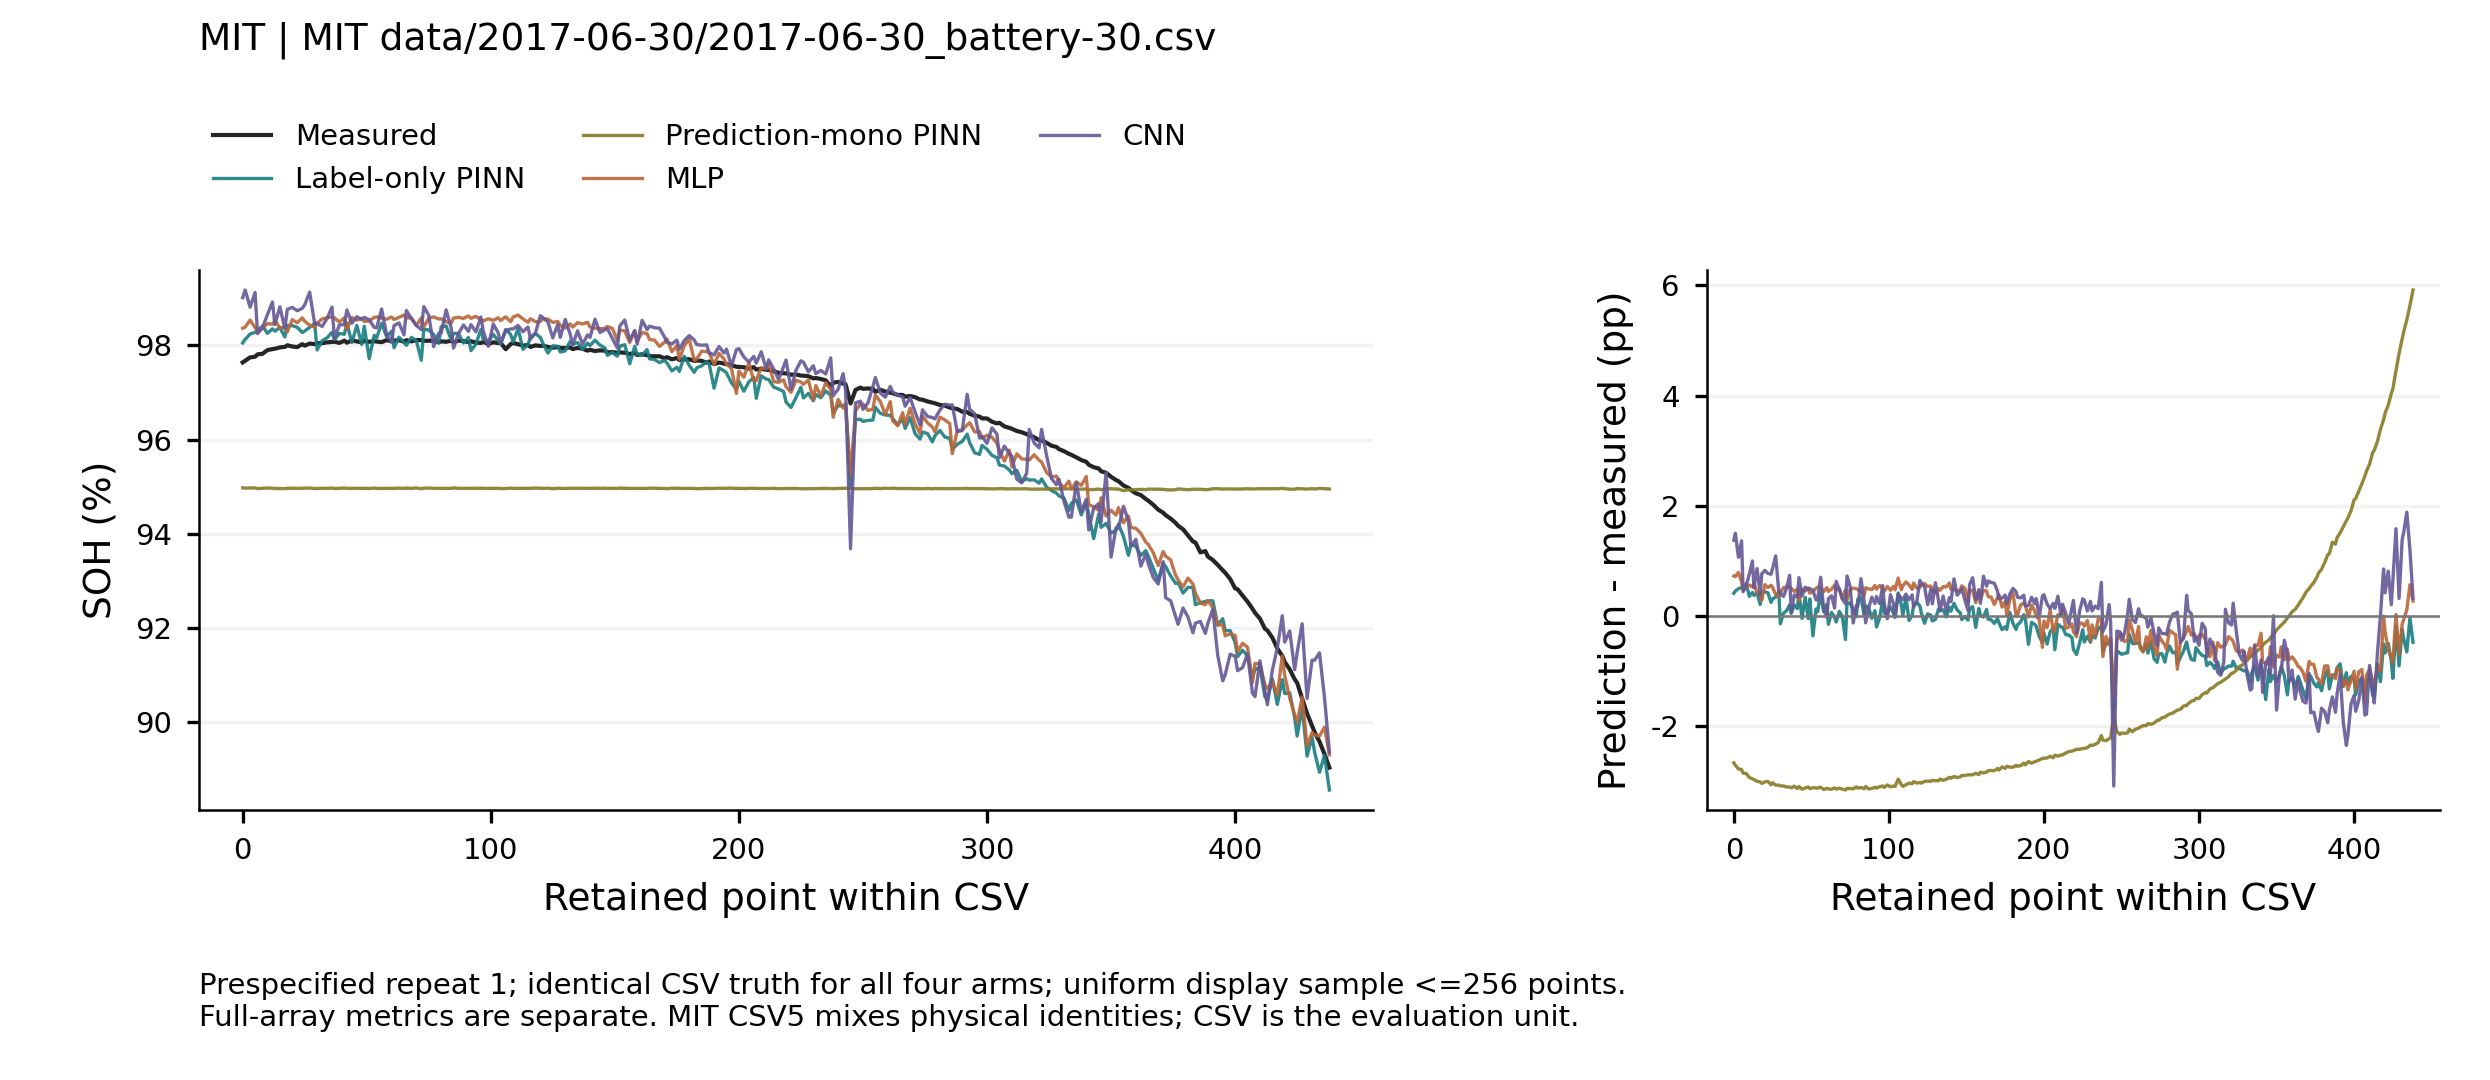 MIT | MIT data/2017-06-30/2017-06-30_battery-30.csv
Measured
Label-only PINN
Prediction-mono PINN
MLP
CNN
SOH (%)
98
96
94
92
90
0 100 200 300 400
Retained point within CSV
Prediction - measured (pp)
6
4
2
0
-2
0 100 200 300 400
Retained point within CSV
Prespecified repeat 1; identical CSV truth for all four arms; uniform display sample <=256 points.
Full-array metrics are separate. MIT CSV5 mixes physical identities; CSV is the evaluation unit.